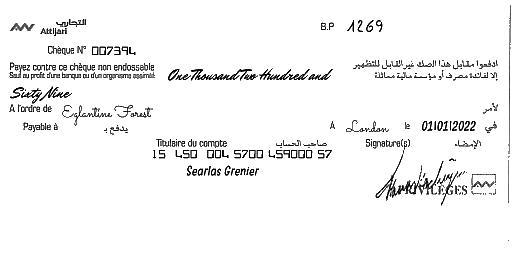 التجاري
Attijari
B.P 1269
Chèque N° 007394
Payez contre ce chèque non endossable
Sauf au profit d'une banque ou d'un organisme assimilé
ادفعوا مقابل هذا الصك غير القابل للتظهير
إلا لفائدة مصرف أو مؤسسة مالية مماثلة
One Thousand Two Hundred and
Sixty Nine
A l'ordre de Eglantine Forest لأمر
Payable à يدفع بـ A London le 01/01/2022 في
Titulaire du compte صاحب الحساب Signature(s) الإمضاء
15 450 004 5700 459000 57
Searlas Grenier
PRIVILÈGES